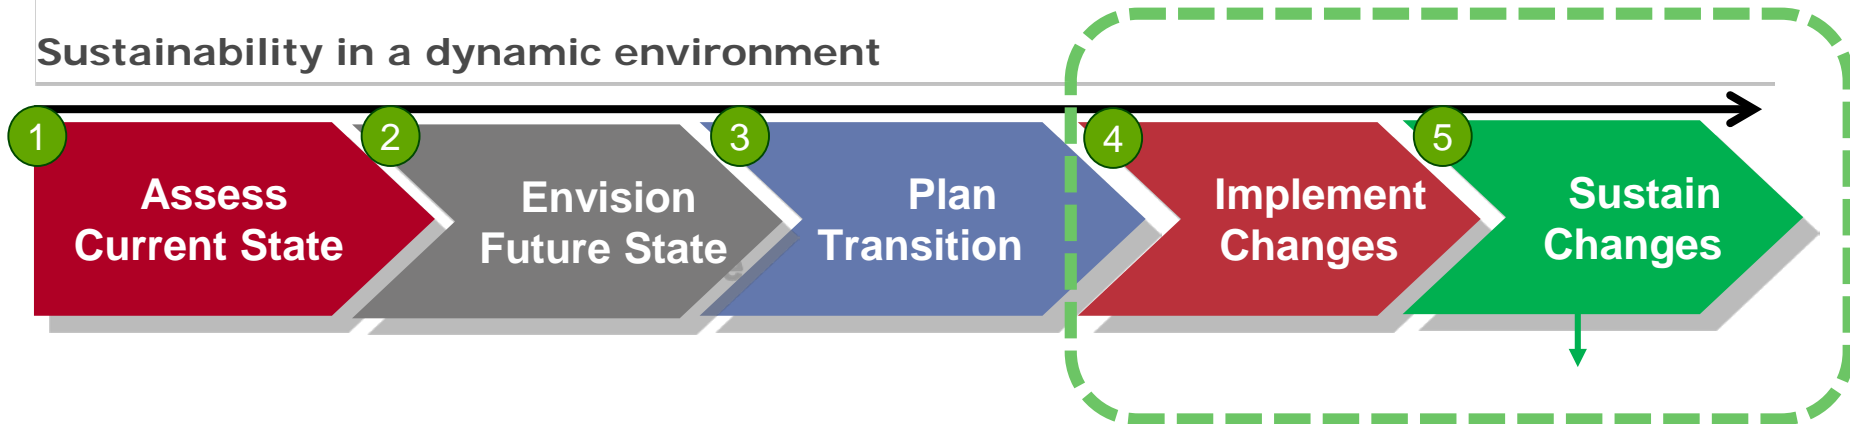 Sustainability in a dynamic environment
1
2
3
4
5
Assess
Current State
Envision
Future State
Plan
Transition
Implement
Changes
Sustain
Changes